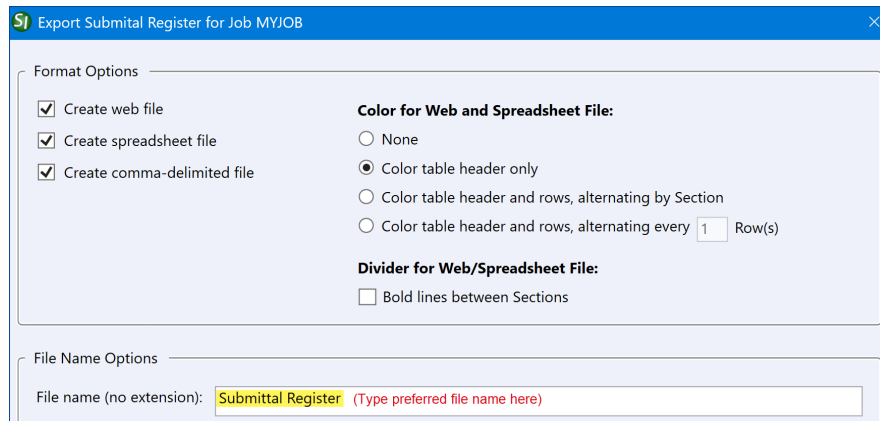 SI Export Submital Register for Job MYJOB
Format Options
Create web file
Create spreadsheet file
Create comma-delimited file
Color for Web and Spreadsheet File:
None
Color table header only
Color table header and rows, alternating by Section
Color table header and rows, alternating every 1 Row(s)
Divider for Web/Spreadsheet File:
Bold lines between Sections
File Name Options
File name (no extension): Submittal Register (Type preferred file name here)